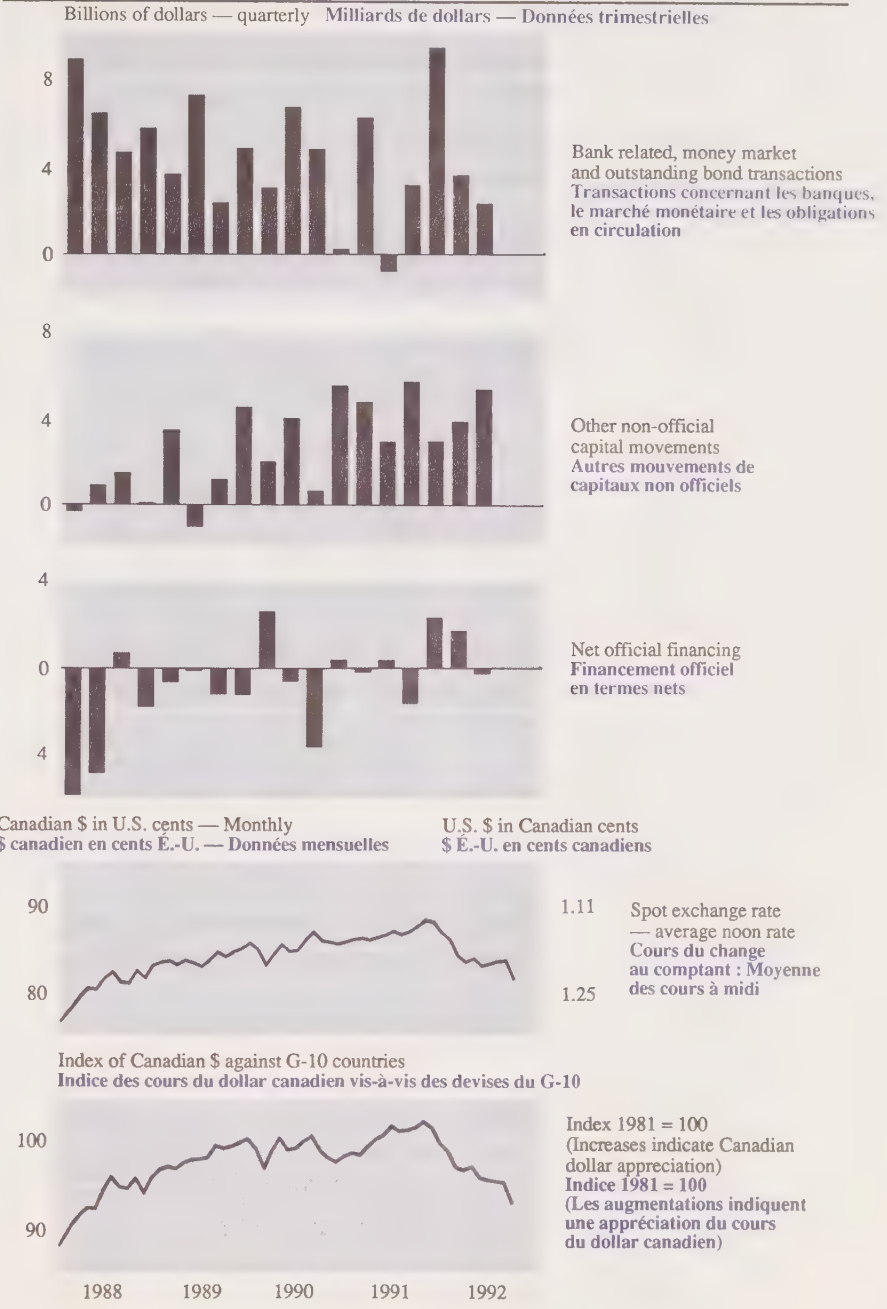 Billions of dollars — quarterly Milliards de dollars — Données trimestrielles
8
4
0
Bank related, money market
and outstanding bond transactions
Transactions concernant les banques,
le marché monétaire et les obligations
en circulation
8
4
0
Other non-official
capital movements
Autres mouvements de
capitaux non officiels
4
0
4
Net official financing
Financement officiel
en termes nets
Canadian $ in U.S. cents — Monthly
$ canadien en cents É.-U. — Données mensuelles
U.S. $ in Canadian cents
$ É.-U. en cents canadiens
90
80
1.11
1.25
Spot exchange rate
— average noon rate
Cours du change
au comptant : Moyenne
des cours à midi
Index of Canadian $ against G-10 countries
Indice des cours du dollar canadien vis-à-vis des devises du G-10
100
90
Index 1981 = 100
(Increases indicate Canadian
dollar appreciation)
Indice 1981 = 100
(Les augmentations indiquent
une appréciation du cours
du dollar canadien)
1988 1989 1990 1991 1992